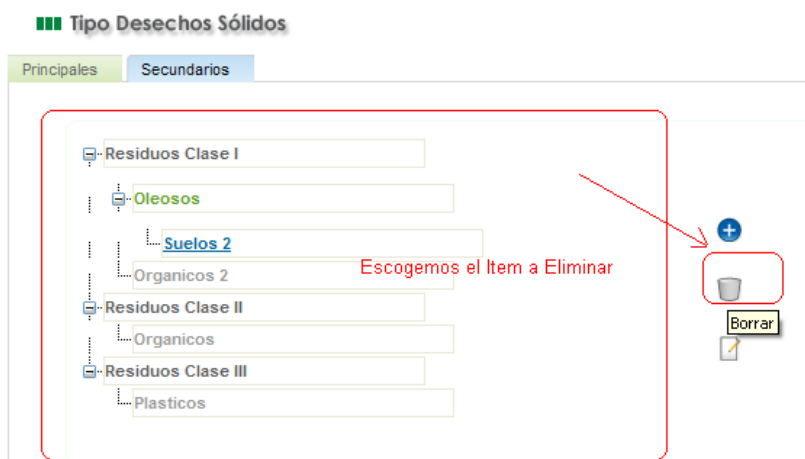 Tipo Desechos Sólidos
Principales
Secundarios
Residuos Clase I
Oleosos
Suelos 2
Escogemos el Item a Eliminar
Organicos 2
Residuos Clase II
Borrar
Organicos
Residuos Clase III
Plasticos